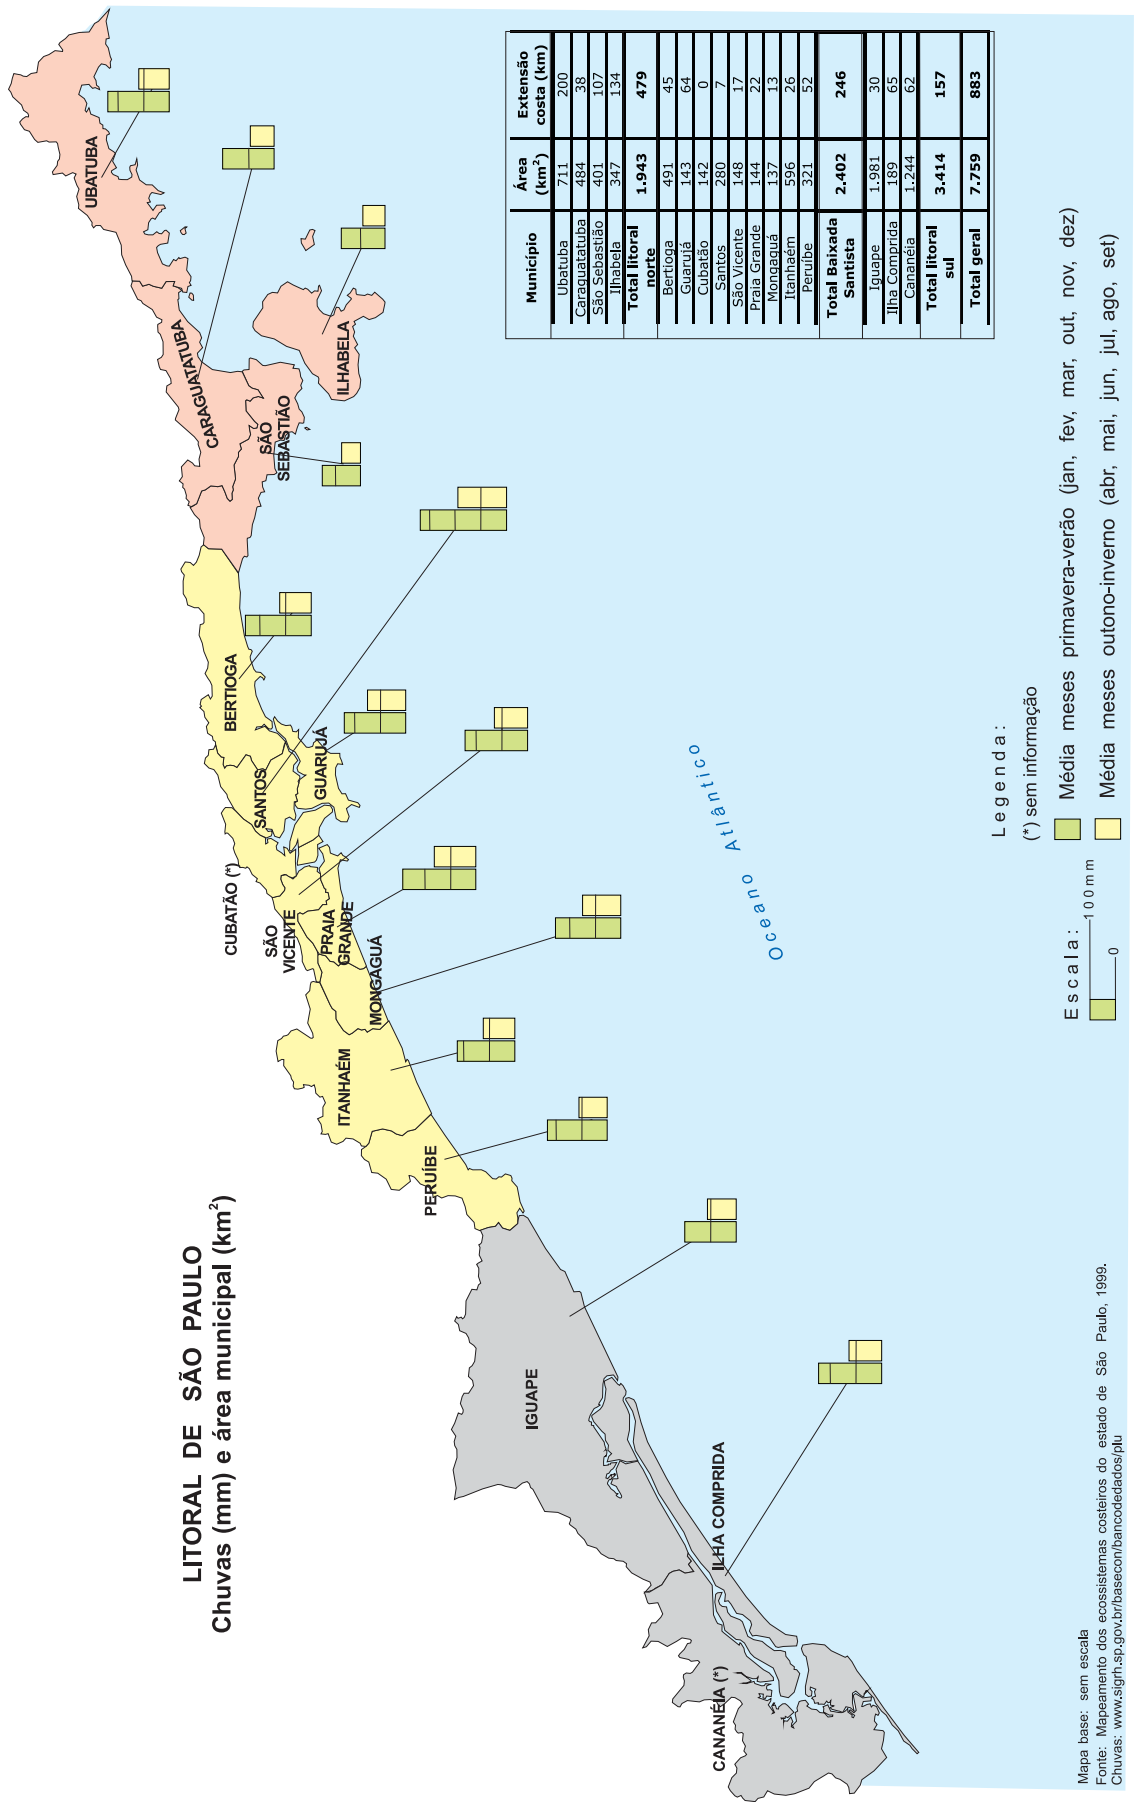 LITORAL DE SÃO PAULO
Chuvas (mm) e área municipal (km²)
UBATUBA
CARAGUATATUBA
SÃO
SEBASTIÃO
ILHABELA
BERTIOGA
SANTOS
GUARUJÁ
CUBATÃO (*)
SÃO
VICENTE
PRAIA
GRANDE
MONGAGUÁ
ITANHAÉM
PERUÍBE
IGUAPE
ILHA COMPRIDA
CANANÉIA (*)
Oceano Atlântico
Município Área (km²) Extensão costa (km)
Ubatuba 711 200
Caraguatatuba 484 38
São Sebastião 401 107
Ilhabela 347 134
Total litoral norte 1.943 479
Bertioga 491 45
Guarujá 143 64
Cubatão 142 0
Santos 280 7
São Vicente 148 17
Praia Grande 144 22
Mongaguá 137 13
Itanhaém 596 26
Peruíbe 321 52
Total Baixada Santista 2.402 246
Iguape 1.981 30
Ilha Comprida 189 65
Cananéia 1.244 62
Total litoral sul 3.414 157
Total geral 7.759 883
Legenda:
(*) sem informação
Média meses primavera-verão (jan, fev, mar, out, nov, dez)
Média meses outono-inverno (abr, mai, jun, jul, ago, set)
Escala:
100mm
0
Mapa base: sem escala
Fonte: Mapeamento dos ecossistemas costeiros do estado de São Paulo, 1999.
Chuvas: www.sigrh.sp.gov.br/basecon/bancodedados/plu